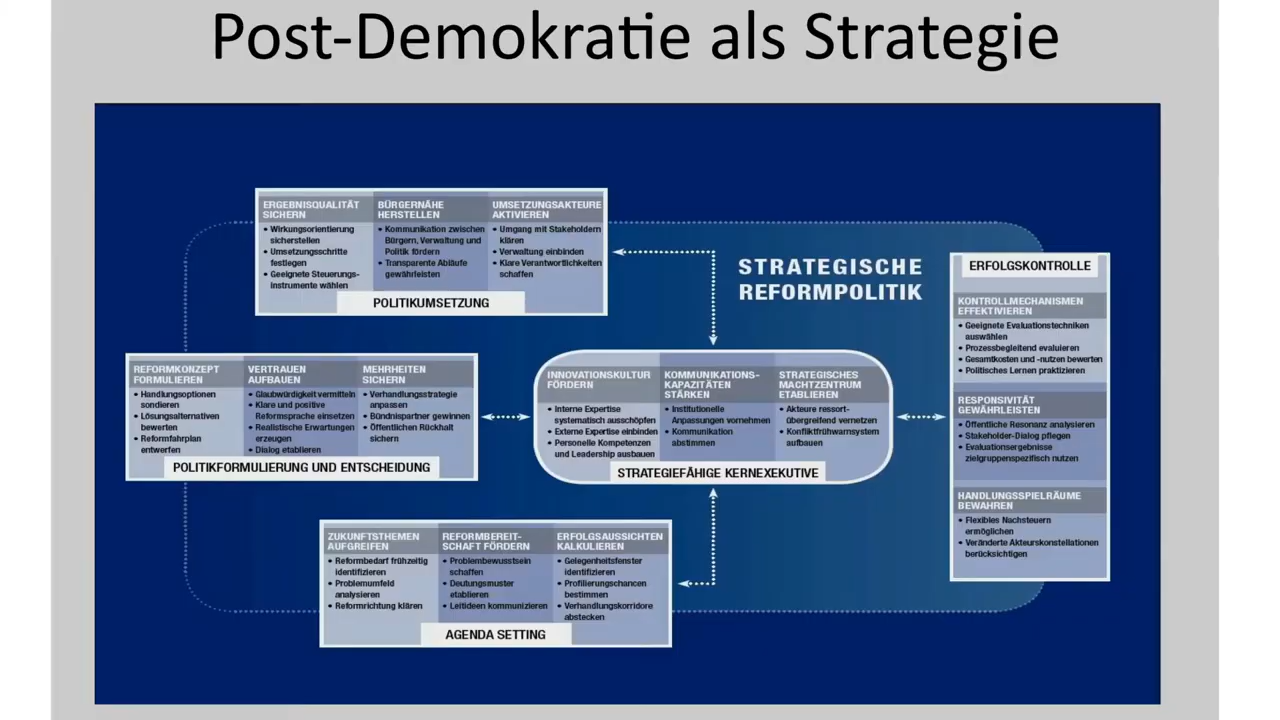 Post-Demokratie als Strategie
ERGEBNISQUALITÄT
SICHERN
• Wirkungsorientierung
sicherstellen
• Umsetzungsschritte
festlegen
• Geeignete Steuerungs-
instrumente wählen
BÜRGERNÄHE
HERSTELLEN
• Kommunikation zwischen
Bürgern, Verwaltung und
Politik fördern
• Transparente Abläufe
gewährleisten
UMSETZUNGSAKTEURE
AKTIVIEREN
• Umgang mit Stakeholdern
klären
• Verwaltung einbinden
• Klare Verantwortlichkeiten
schaffen
POLITIKUMSETZUNG
STRATEGISCHE
REFORMPOLITIK
REFORMKONZEPT
FORMULIEREN
• Handlungsoptionen
sondieren
• Lösungsalternativen
bewerten
• Reformfahrplan
entwerfen
VERTRAUEN
AUFBAUEN
• Glaubwürdigkeit vermitteln
• Klare und positive
Reformsprache einsetzen
• Realistische Erwartungen
erzeugen
• Dialog etablieren
MEHRHEITEN
SICHERN
• Verhandlungsstrategie
anpassen
• Bündnispartner gewinnen
• Öffentlichen Rückhalt
sichern
POLITIKFORMULIERUNG UND ENTSCHEIDUNG
INNOVATIONSKULTUR
FÖRDERN
• Interne Expertise
systematisch ausschöpfen
• Externe Expertise einbinden
• Personelle Kompetenzen
und Leadership ausbauen
KOMMUNIKATIONS-
KAPAZITÄTEN
STÄRKEN
• Institutionelle
Anpassungen vornehmen
• Kommunikation
abstimmen
STRATEGISCHES
MACHTZENTRUM
ETABLIEREN
• Akteure ressort-
übergreifend vernetzen
• Konfliktfrühwarnsystem
aufbauen
STRATEGIEFÄHIGE KERNEXEKUTIVE
ERFOLGSKONTROLLE
KONTROLLMECHANISMEN
EFFEKTIVIEREN
• Geeignete Evaluationstechniken
auswählen
• Prozessbegleitend evaluieren
• Gesamtkosten und -nutzen bewerten
• Politisches Lernen praktizieren
RESPONSIVITÄT
GEWÄHRLEISTEN
• Öffentliche Resonanz analysieren
• Stakeholder-Dialog pflegen
• Evaluationsergebnisse
zielgruppenspezifisch nutzen
HANDLUNGSSPIELRÄUME
BEWAHREN
• Flexibles Nachsteuern
ermöglichen
• Veränderte Akteurskonstellationen
berücksichtigen
ZUKUNFTSTHEMEN
AUFGREIFEN
• Reformbedarf frühzeitig
identifizieren
• Problemumfeld
analysieren
• Reformrichtung klären
REFORMBEREIT-
SCHAFT FÖRDERN
• Problembewusstsein
schaffen
• Deutungsmuster
etablieren
• Leitideen kommunizieren
ERFOLGSAUSSICHTEN
KALKULIEREN
• Gelegenheitsfenster
identifizieren
• Profilierungschancen
bestimmen
• Verhandlungskorridore
abstecken
AGENDA SETTING